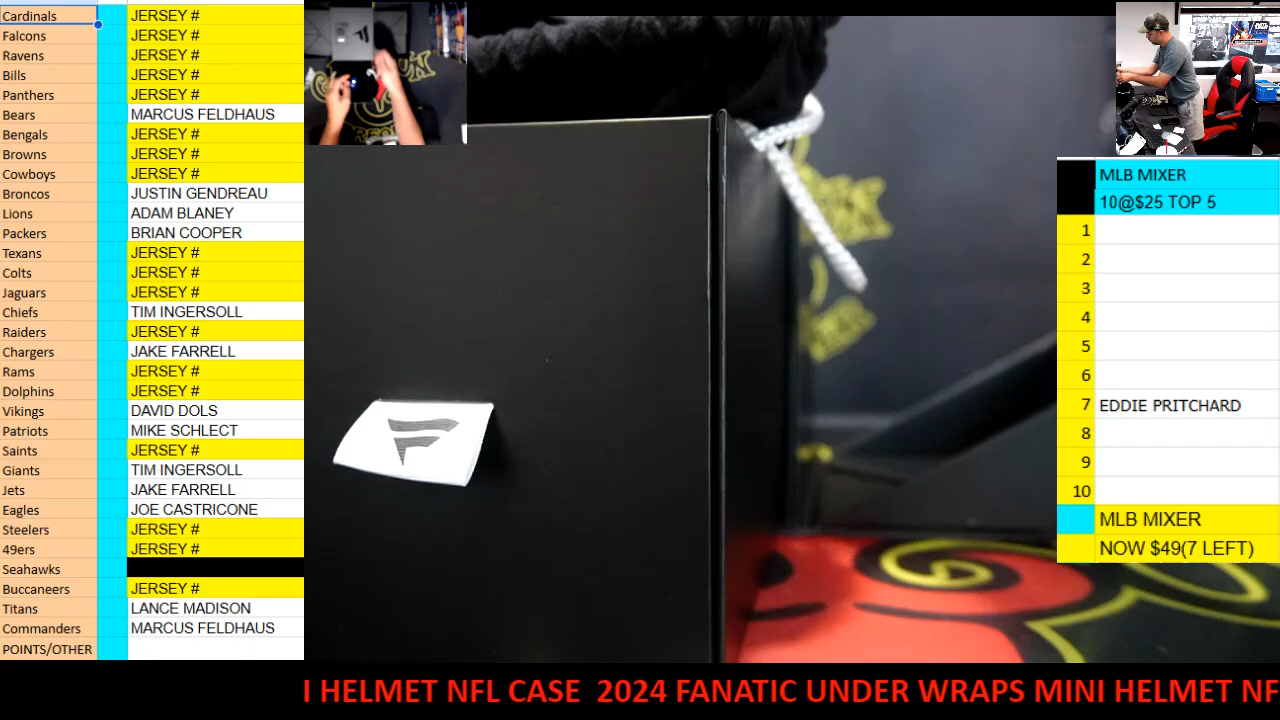 Cardinals JERSEY #
Falcons JERSEY #
Ravens JERSEY #
Bills JERSEY #
Panthers JERSEY #
Bears MARCUS FELDHAUS
Bengals JERSEY #
Browns JERSEY #
Cowboys JERSEY #
Broncos JUSTIN GENDREAU
Lions ADAM BLANEY
Packers BRIAN COOPER
Texans JERSEY #
Colts JERSEY #
Jaguars JERSEY #
Chiefs TIM INGERSOLL
Raiders JERSEY #
Chargers JAKE FARRELL
Rams JERSEY #
Dolphins JERSEY #
Vikings DAVID DOLS
Patriots MIKE SCHLECT
Saints JERSEY #
Giants TIM INGERSOLL
Jets JAKE FARRELL
Eagles JOE CASTRICONE
Steelers JERSEY #
49ers JERSEY #
Seahawks
Buccaneers JERSEY #
Titans LANCE MADISON
Commanders MARCUS FELDHAUS
POINTS/OTHER
MLB MIXER
10@$25 TOP 5
1
2
3
4
5
6
7 EDDIE PRITCHARD
8
9
10
MLB MIXER
NOW $49(7 LEFT)
I HELMET NFL CASE 2024 FANATIC UNDER WRAPS MINI HELMET NF